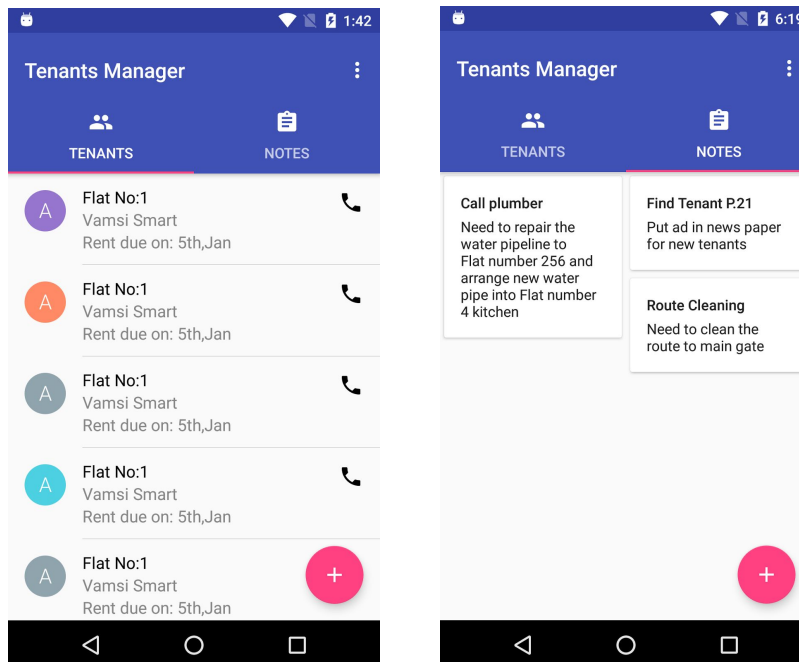 1:42
Tenants Manager
TENANTS
NOTES
A
Flat No:1
Vamsi Smart
Rent due on: 5th,Jan
A
Flat No:1
Vamsi Smart
Rent due on: 5th,Jan
A
Flat No:1
Vamsi Smart
Rent due on: 5th,Jan
A
Flat No:1
Vamsi Smart
Rent due on: 5th,Jan
A
Flat No:1
Vamsi Smart
Rent due on: 5th,Jan
6:19
Tenants Manager
TENANTS
NOTES
Call plumber
Need to repair the
water pipeline to
Flat number 256 and
arrange new water
pipe into Flat number
4 kitchen
Find Tenant P.21
Put ad in news paper
for new tenants
Route Cleaning
Need to clean the
route to main gate